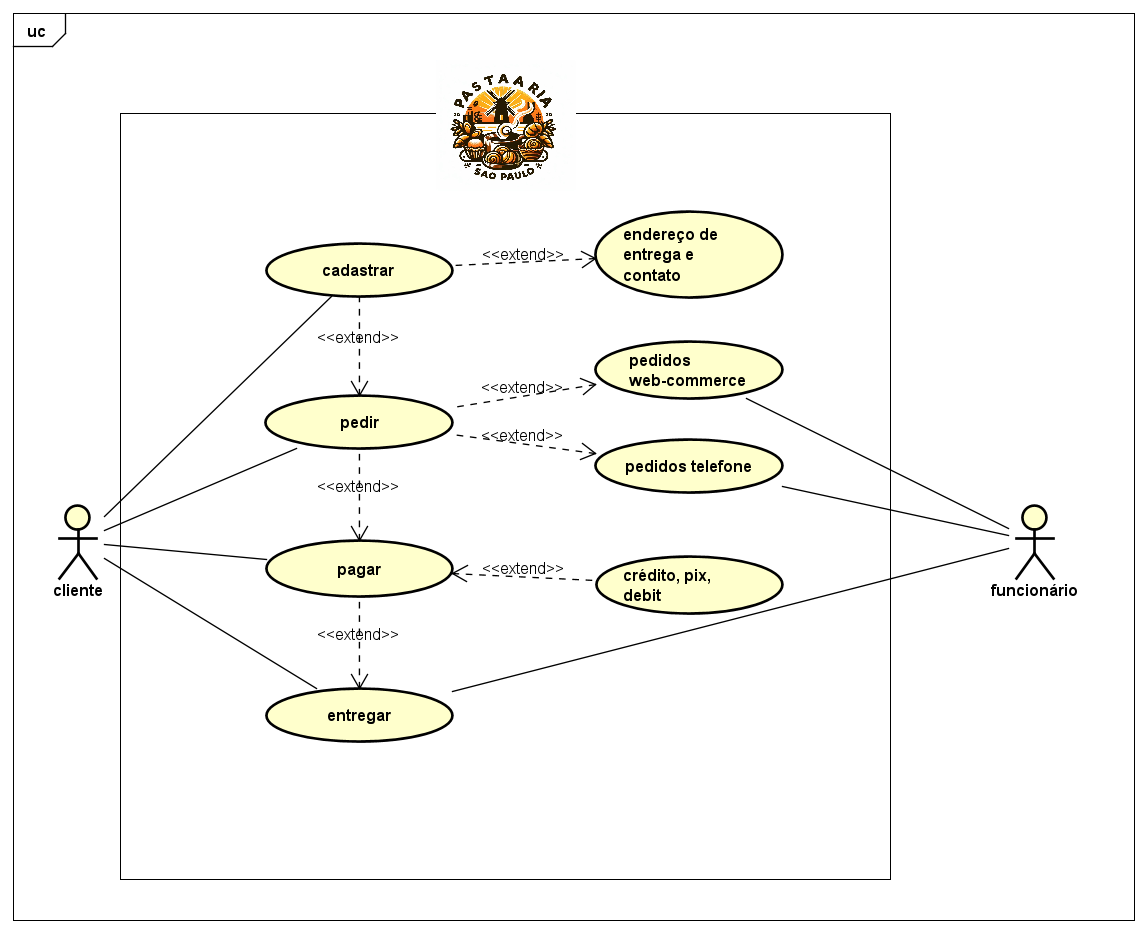 uc
PASTAARIA
SAO PAULO
cadastrar
<<extend>>
endereço de
entrega e
contato
<<extend>>
pedir
<<extend>>
pedidos
web-commerce
<<extend>>
pedidos telefone
<<extend>>
pagar
<<extend>>
crédito, pix,
debit
<<extend>>
entregar
cliente
funcionário